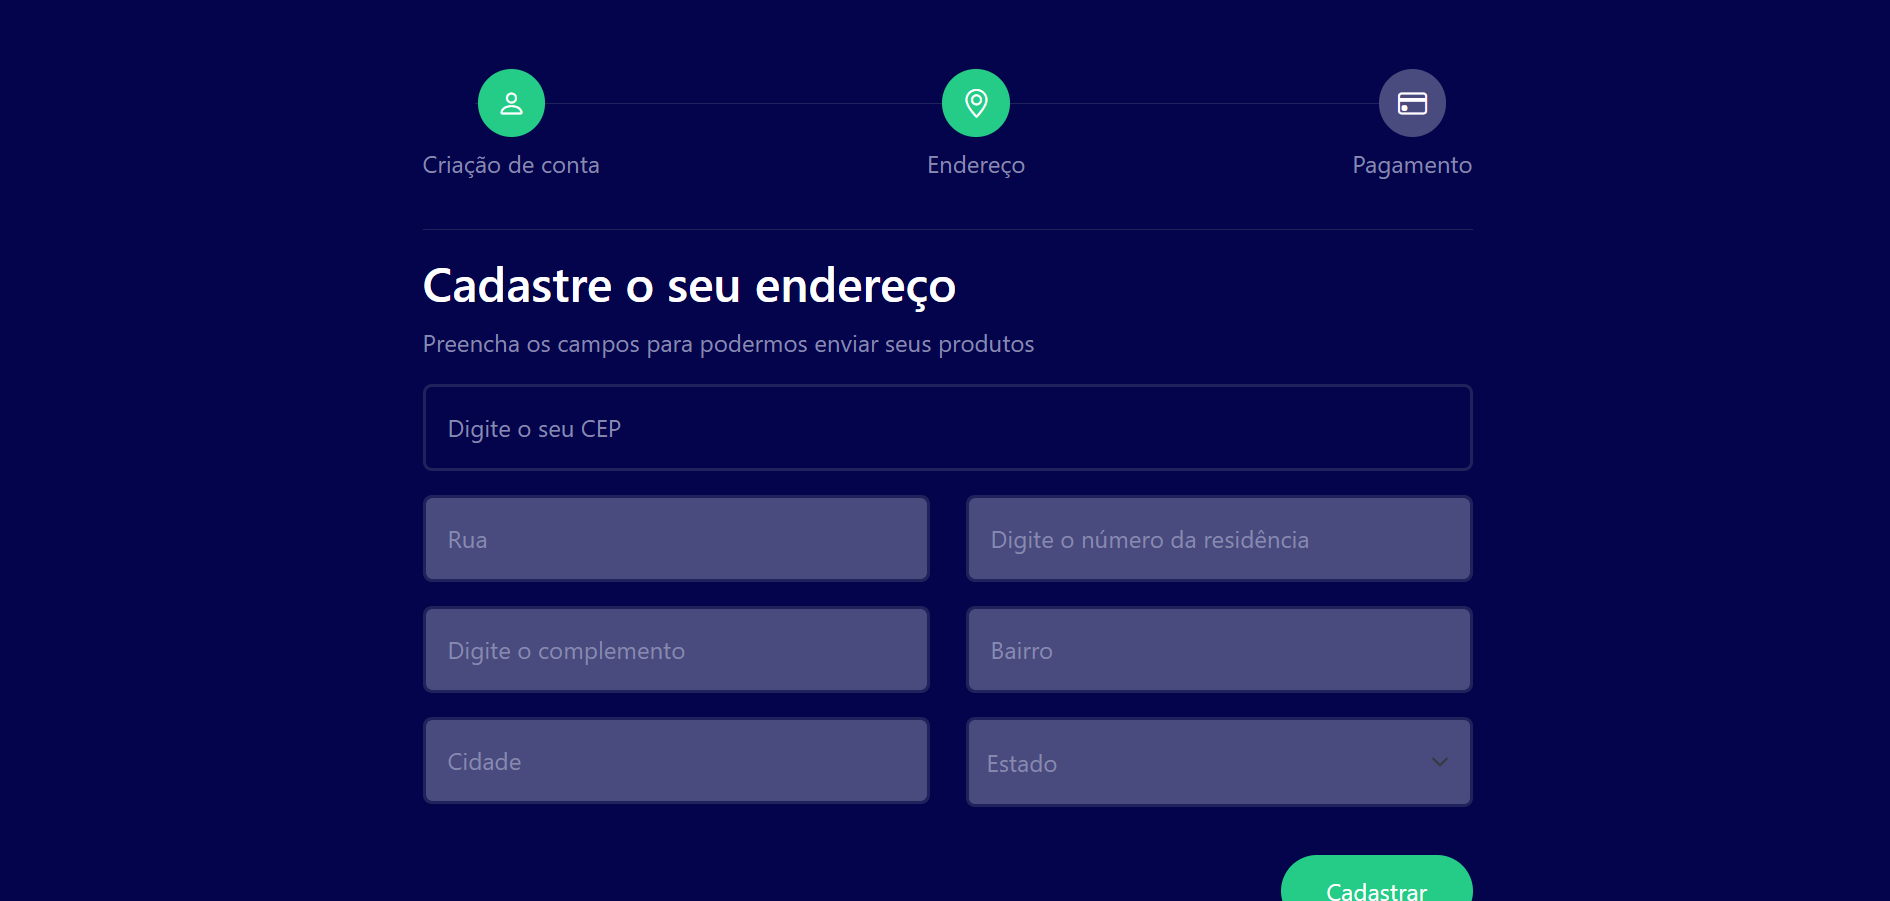 Criação de conta
Endereço
Pagamento
Cadastre o seu endereço
Preencha os campos para podermos enviar seus produtos
Digite o seu CEP
Rua
Digite o número da residência
Digite o complemento
Bairro
Cidade
Estado
Cadastrar